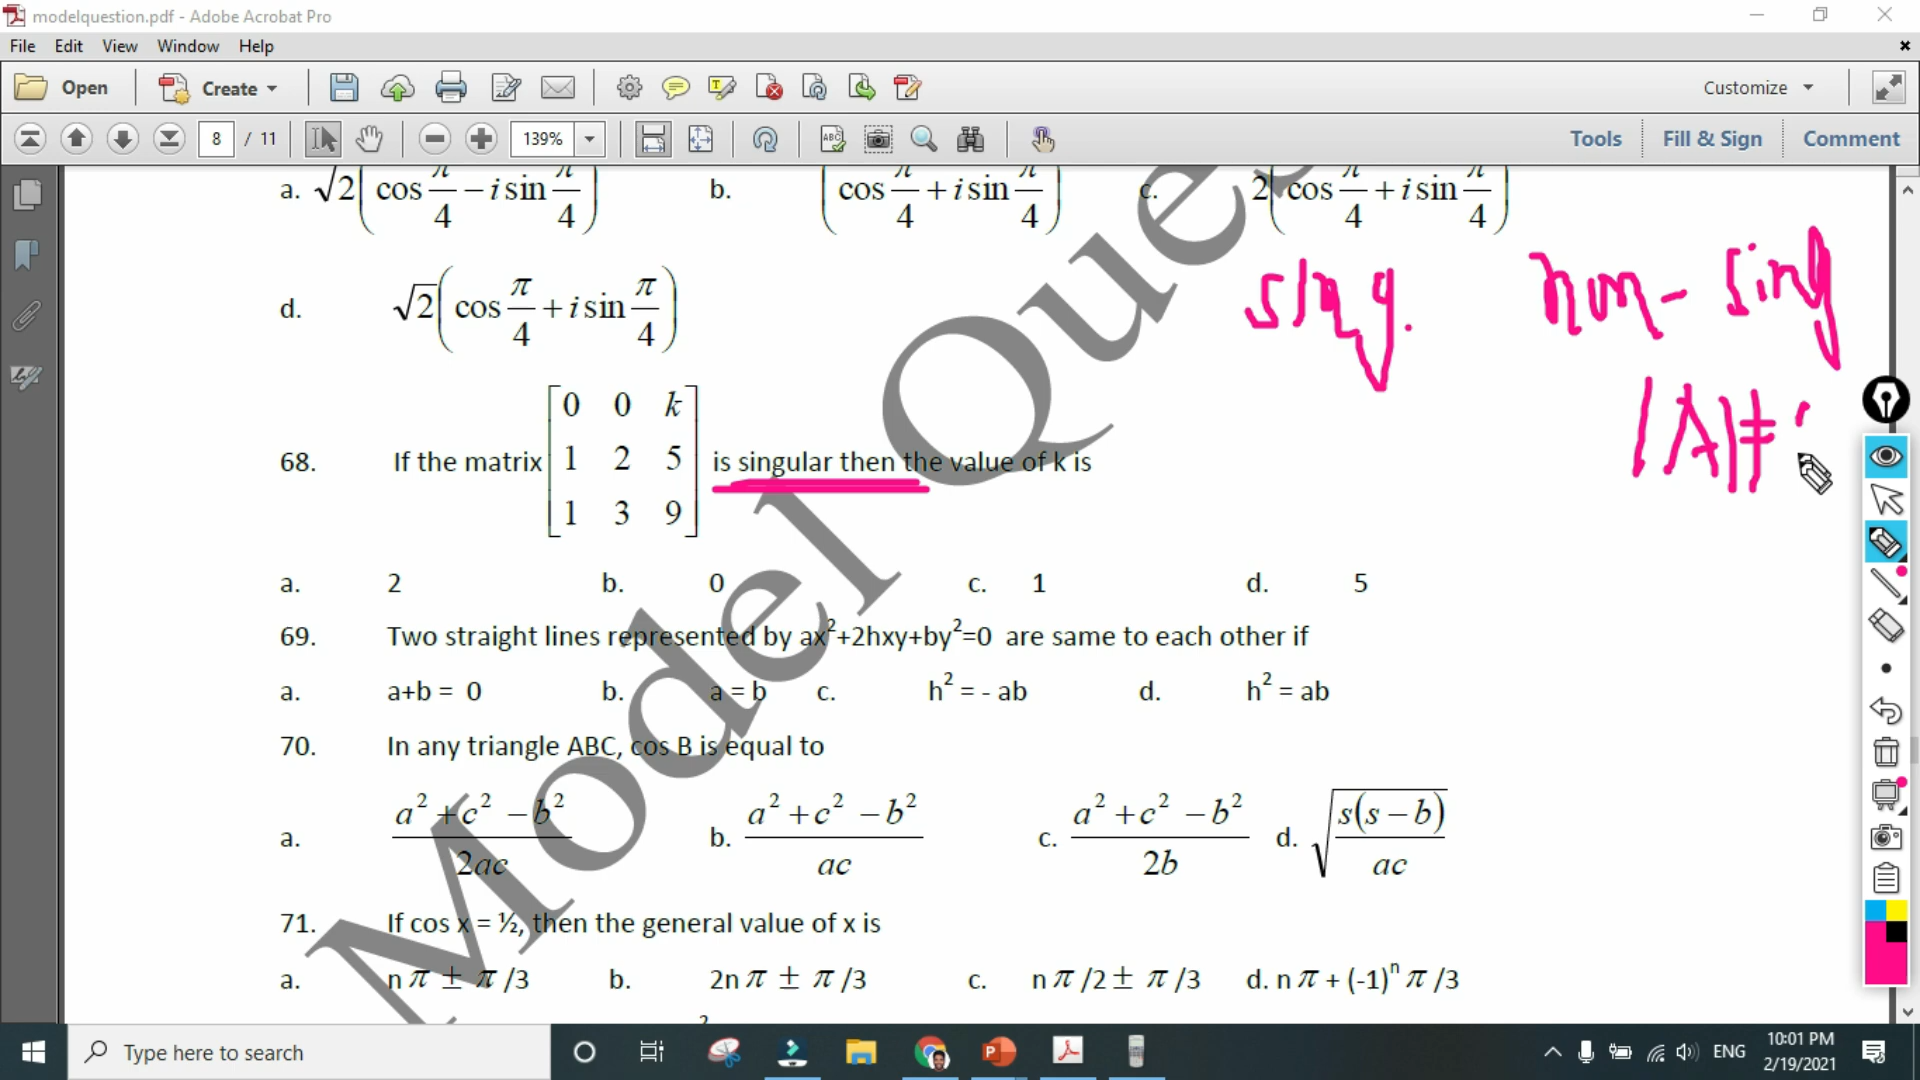 modelquestion.pdf - Adobe Acrobat Pro
File Edit View Window Help
Open Create Customize
8 / 11 139% Tools Fill & Sign Comment
a. √2( cos π/4 − i sin π/4 ) b. ( cos π/4 + i sin π/4 ) c. 2( cos π/4 + i sin π/4 )
sing. non - sing
d. √2( cos π/4 + i sin π/4 )
|A| ≠
68. If the matrix [ 0 0 k
1 2 5
1 3 9 ] is singular then the value of k is
a. 2 b. 0 c. 1 d. 5
69. Two straight lines represented by ax²+2hxy+by²=0 are same to each other if
a. a+b = 0 b. a = b c. h² = - ab d. h² = ab
70. In any triangle ABC, cos B is equal to
a. (a² + c² − b²)/2ac b. (a² + c² − b²)/ac c. (a² + c² − b²)/2b d. √(s(s − b)/ac)
71. If cos x = ½, then the general value of x is
a. nπ ± π/3 b. 2nπ ± π/3 c. nπ/2 ± π/3 d. nπ + (-1)ⁿ π/3
2
Model Ques
Type here to search ENG 10:01 PM
2/19/2021